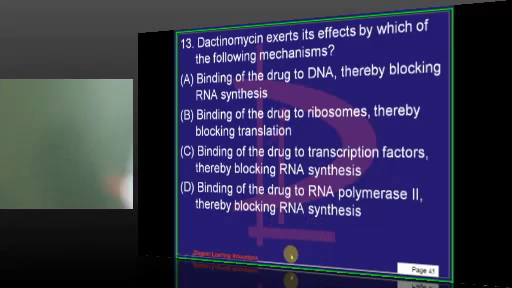 13. Dactinomycin exerts its effects by which of
the following mechanisms?
(A) Binding of the drug to DNA, thereby blocking
RNA synthesis
(B) Binding of the drug to ribosomes, thereby
blocking translation
(C) Binding of the drug to transcription factors,
thereby blocking RNA synthesis
(D) Binding of the drug to RNA polymerase II,
thereby blocking RNA synthesis
Page 41